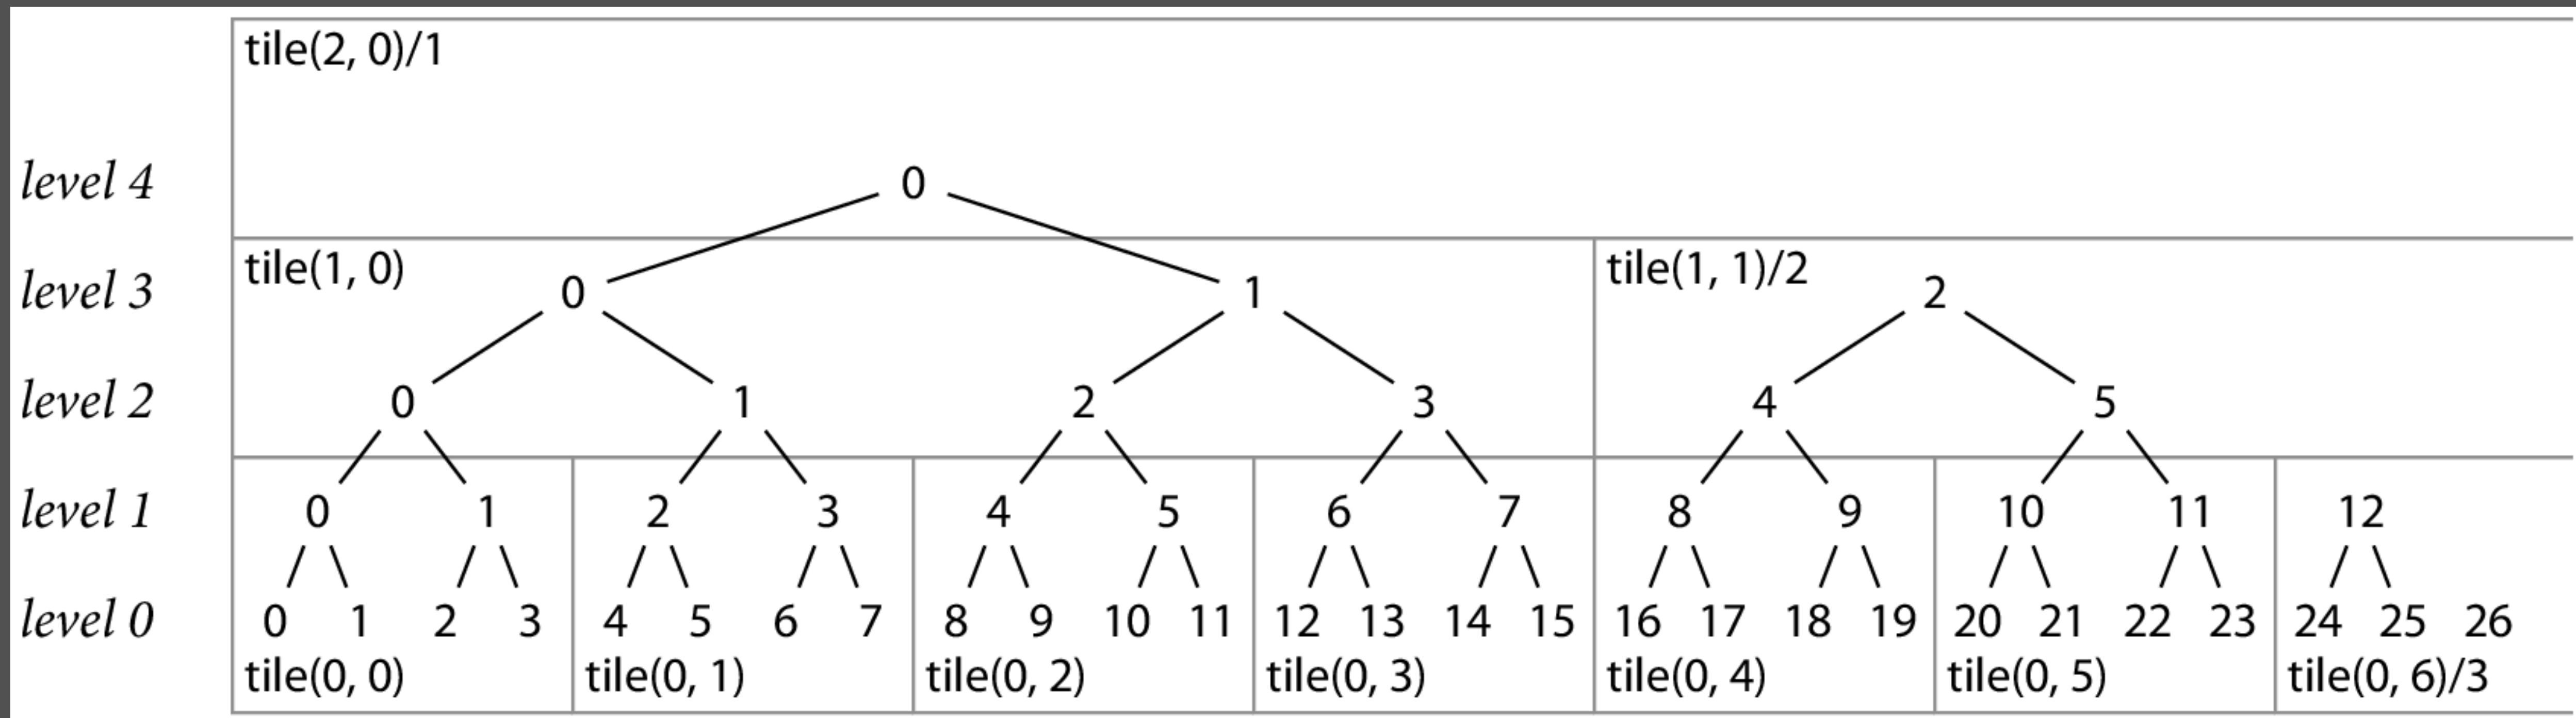 tile(2, 0)/1
level 4 0
tile(1, 0) tile(1, 1)/2
level 3 0 1 2
level 2 0 1 2 3 4 5
level 1 0 1 2 3 4 5 6 7 8 9 10 11 12
level 0 0 1 2 3 4 5 6 7 8 9 10 11 12 13 14 15 16 17 18 19 20 21 22 23 24 25 26
tile(0, 0) tile(0, 1) tile(0, 2) tile(0, 3) tile(0, 4) tile(0, 5) tile(0, 6)/3